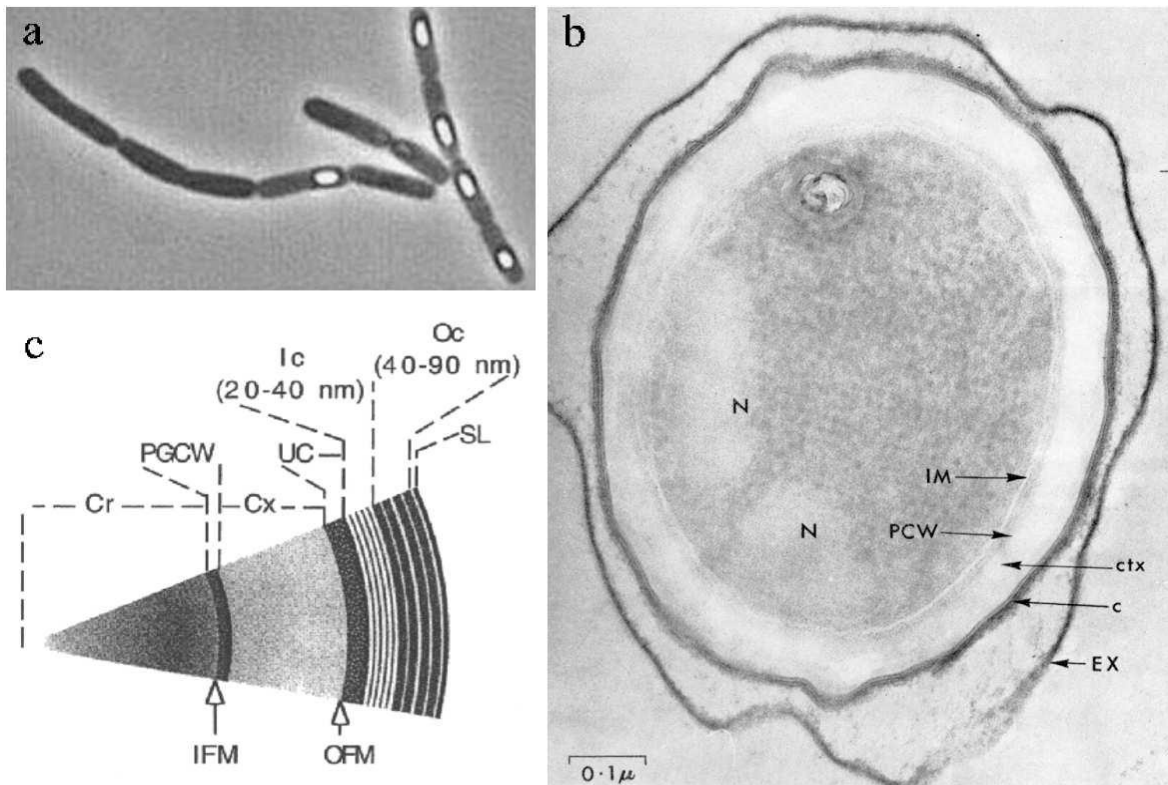 a
b
N
N
IM
PCW
ctx
c
EX
0·1μ
c
Oc
(40-90 nm)
Ic
(20-40 nm)
SL
PGCW
UC
Cr
Cx
IFM
OFM